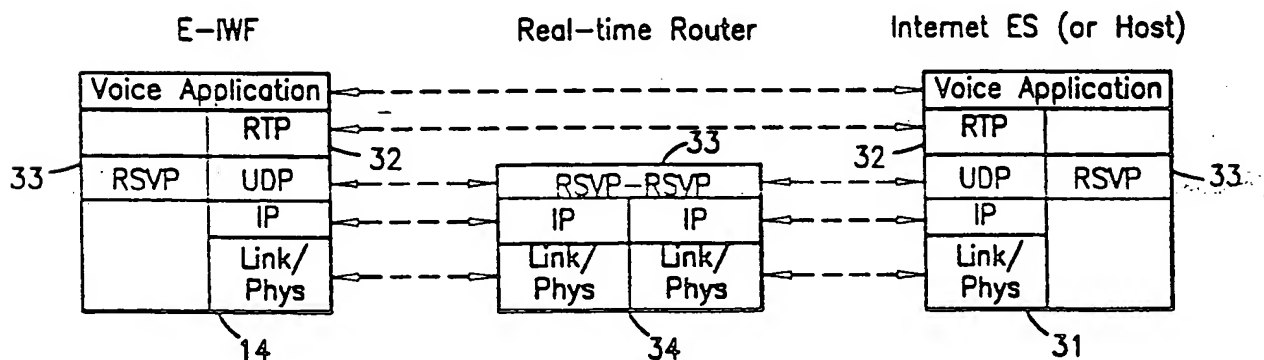 E-IWF Real-time Router Internet ES (or Host)
Voice Application Voice Application
RTP RTP
32 33 32
33 RSVP UDP RSVP-RSVP UDP RSVP 33
IP IP IP IP
Link/ Link/ Link/ Link/
Phys Phys Phys Phys
14 34 31